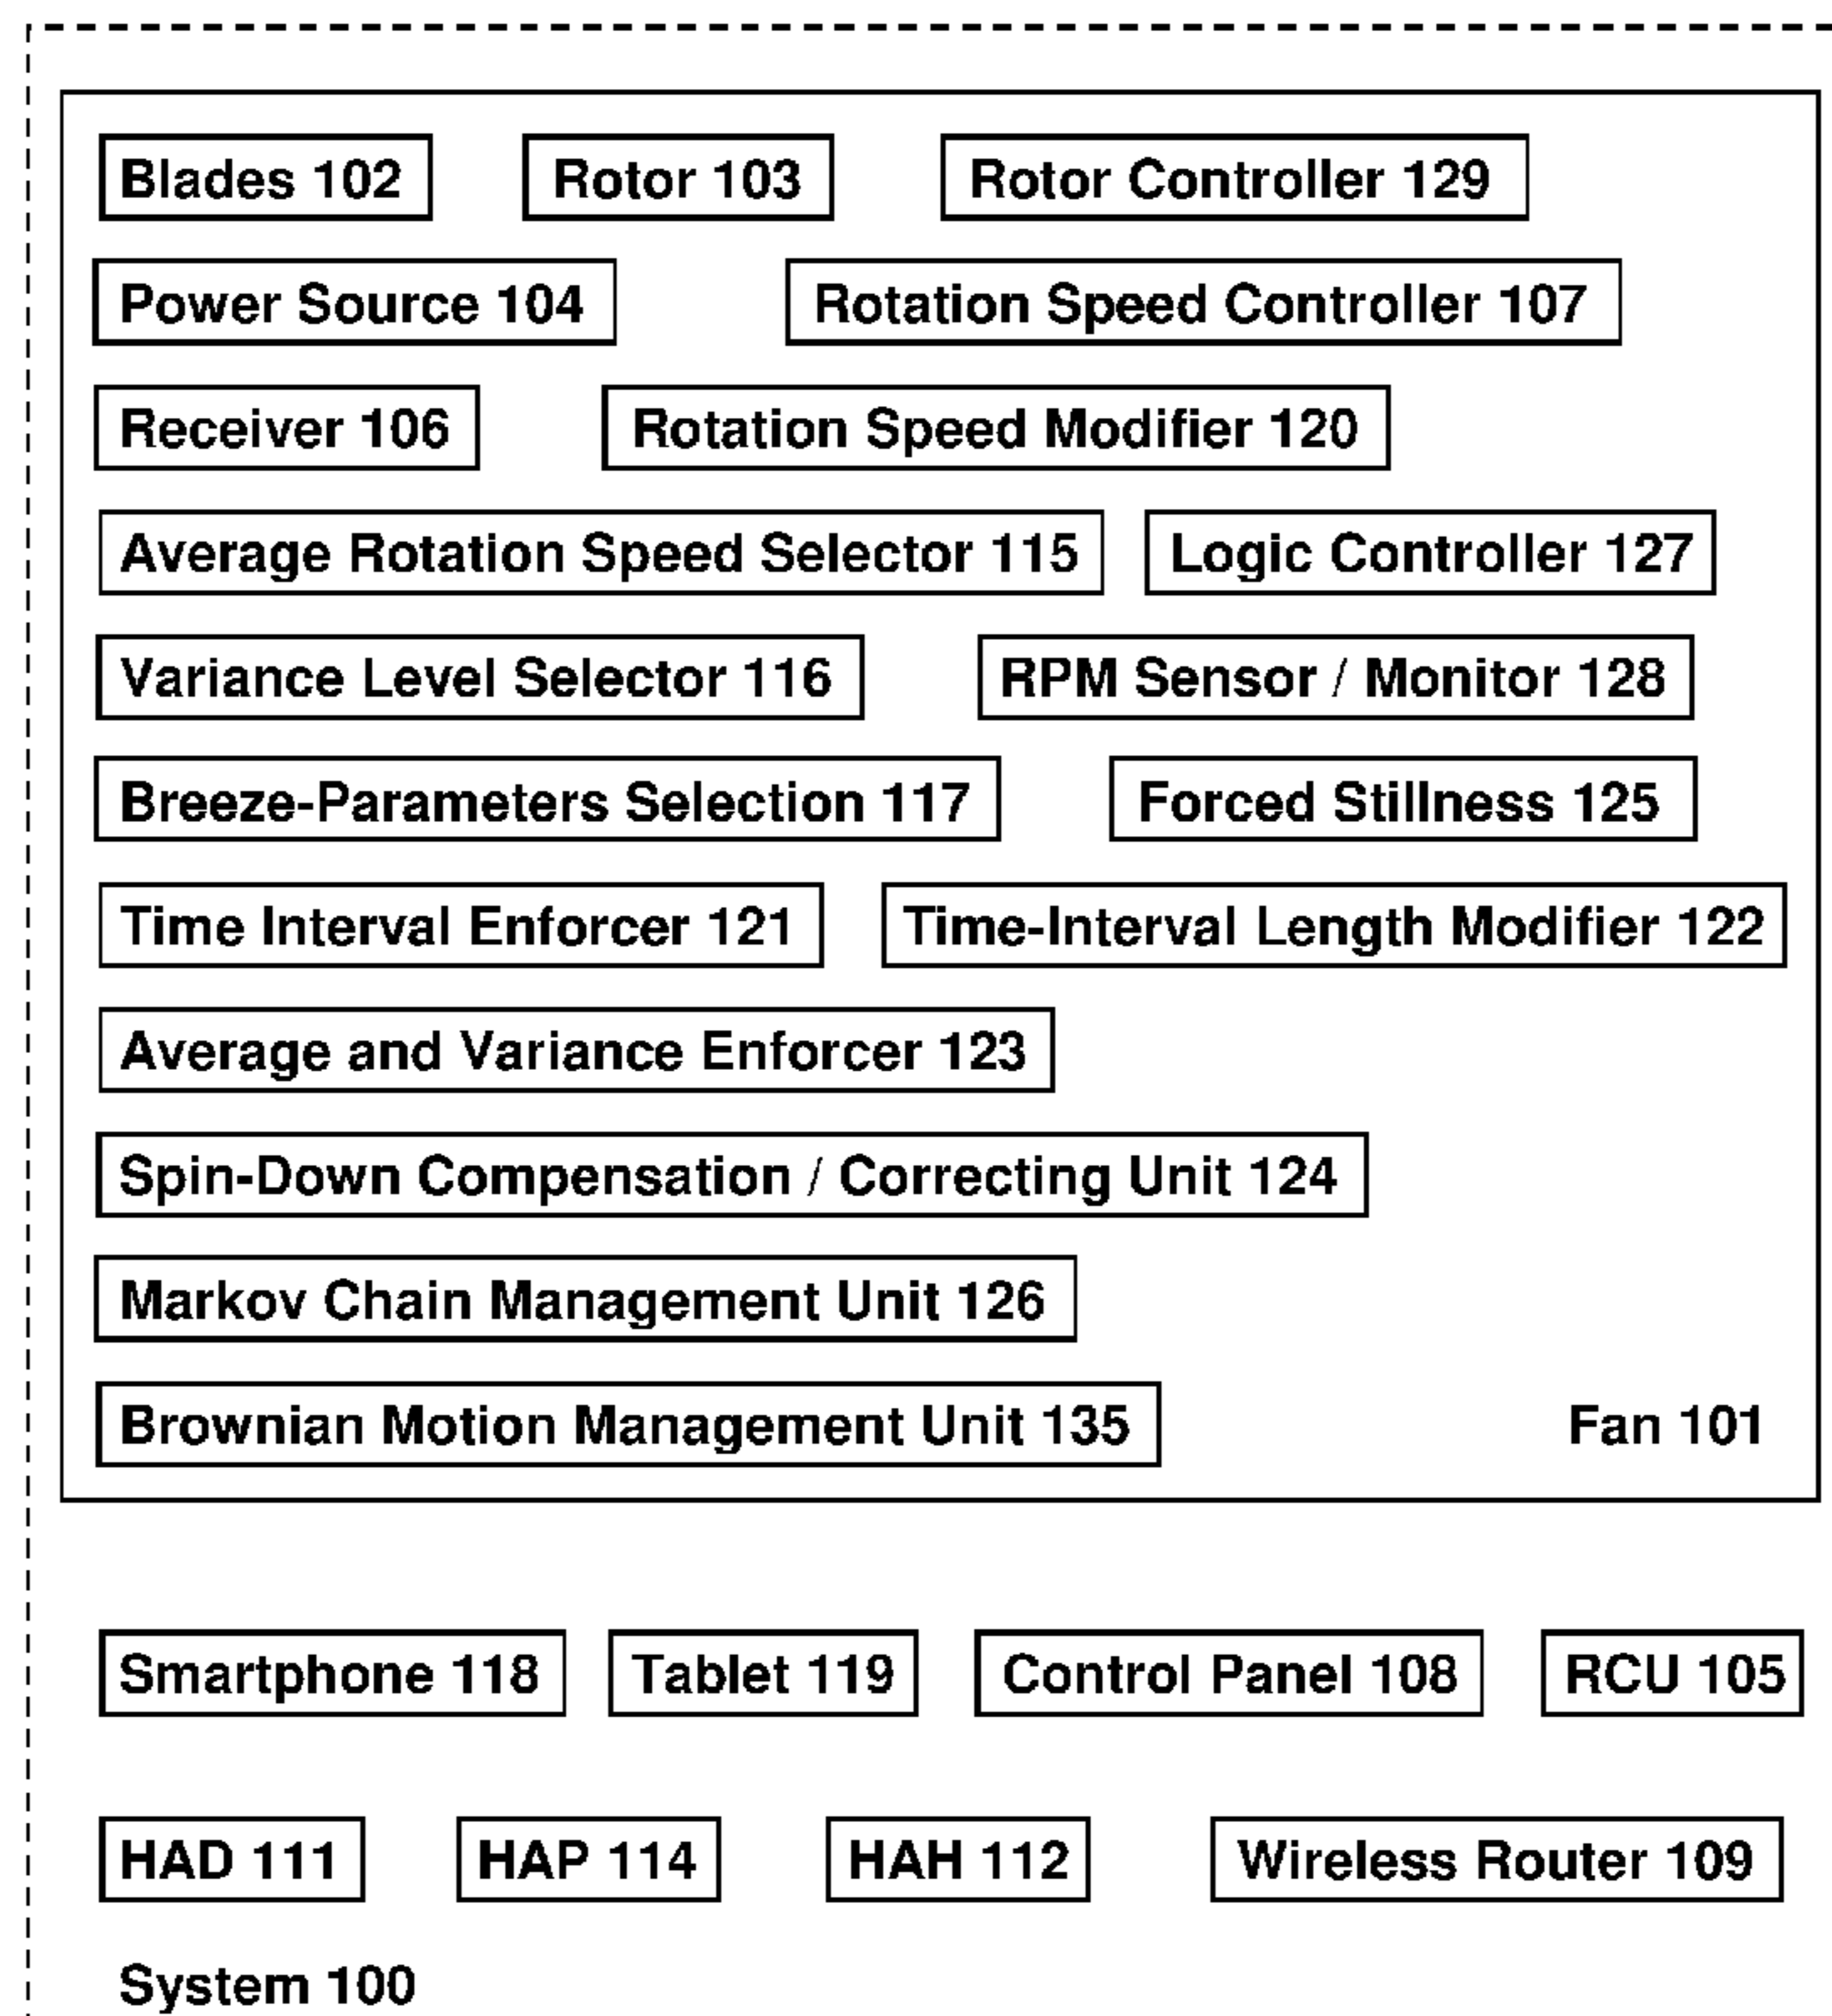 Blades 102 Rotor 103 Rotor Controller 129
Power Source 104 Rotation Speed Controller 107
Receiver 106 Rotation Speed Modifier 120
Average Rotation Speed Selector 115 Logic Controller 127
Variance Level Selector 116 RPM Sensor / Monitor 128
Breeze-Parameters Selection 117 Forced Stillness 125
Time Interval Enforcer 121 Time-Interval Length Modifier 122
Average and Variance Enforcer 123
Spin-Down Compensation / Correcting Unit 124
Markov Chain Management Unit 126
Brownian Motion Management Unit 135 Fan 101
Smartphone 118 Tablet 119 Control Panel 108 RCU 105
HAD 111 HAP 114 HAH 112 Wireless Router 109
System 100